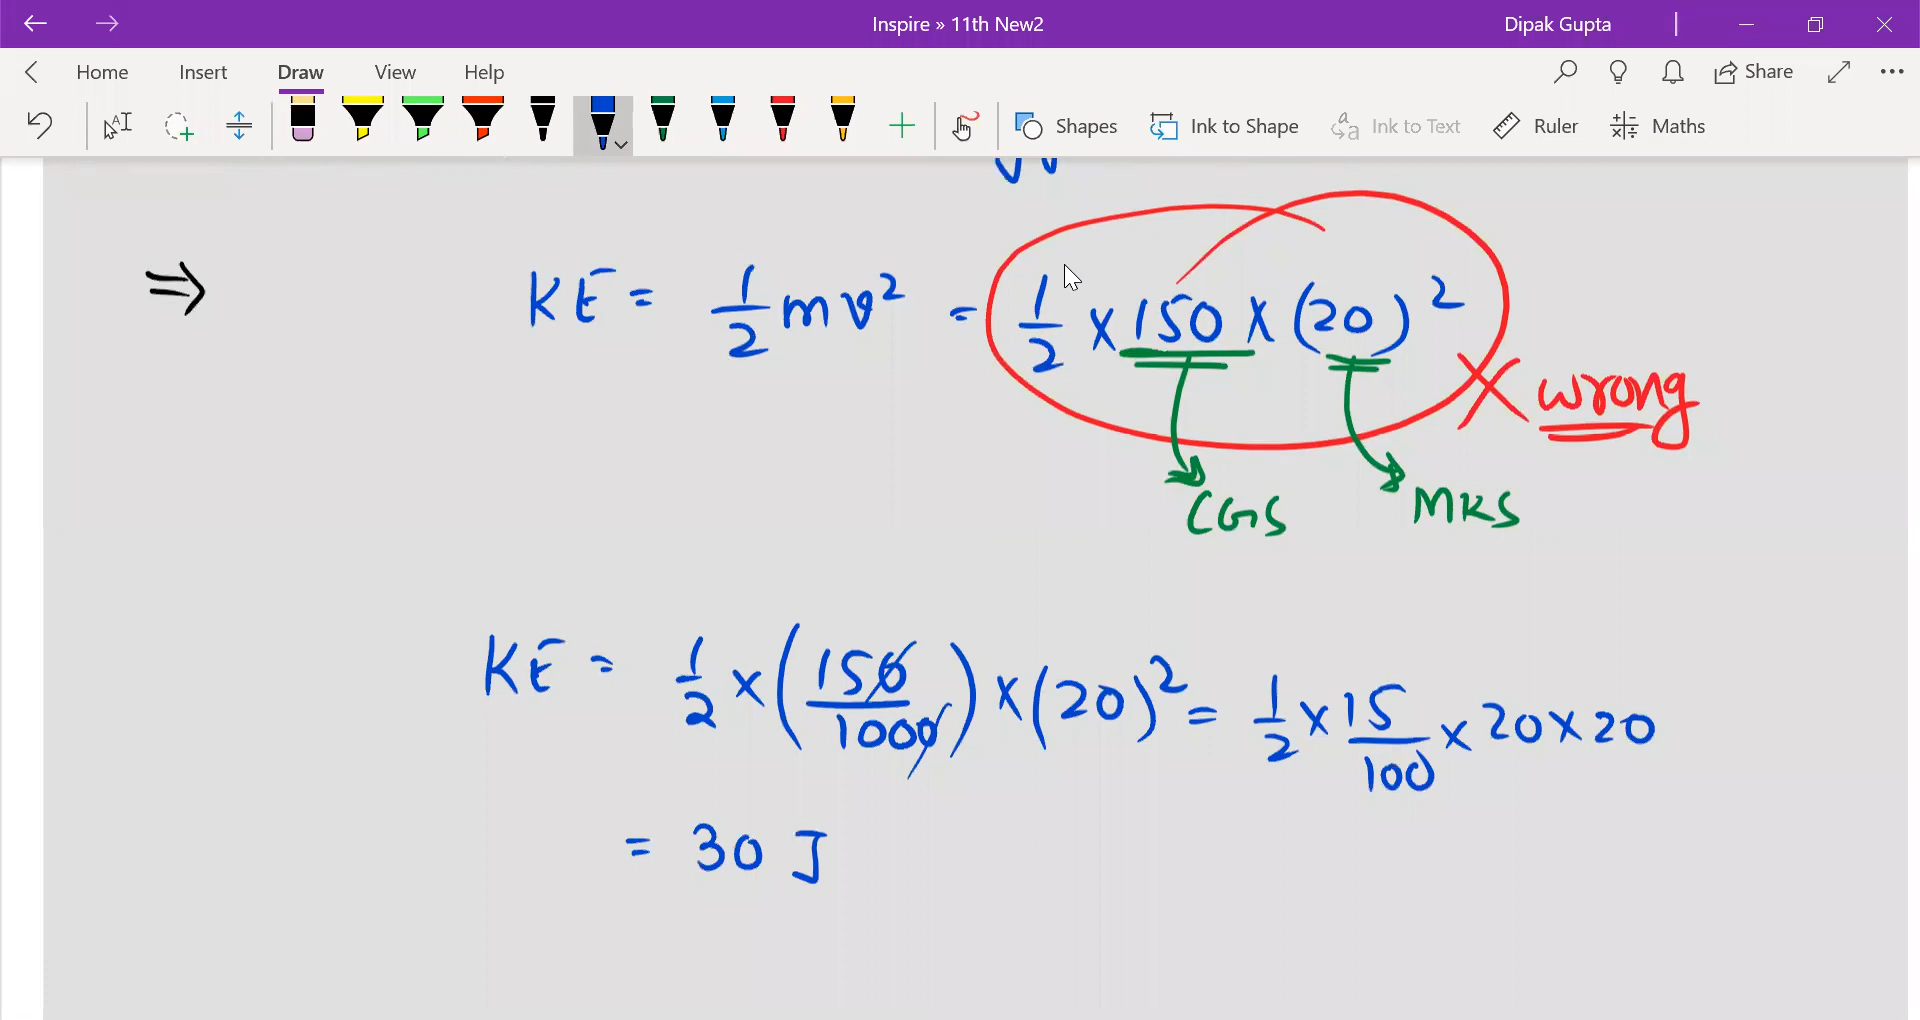 Inspire » 11th New2
Dipak Gupta
Home Insert Draw View Help
Share
Shapes Ink to Shape Ink to Text Ruler Maths
⇒ KE = 1/2 mv² = 1/2 × 150 × (20)²
× wrong
CGS MKS
KE = 1/2 × (150/1000) × (20)² = 1/2 × 15/100 × 20 × 20
= 30 J